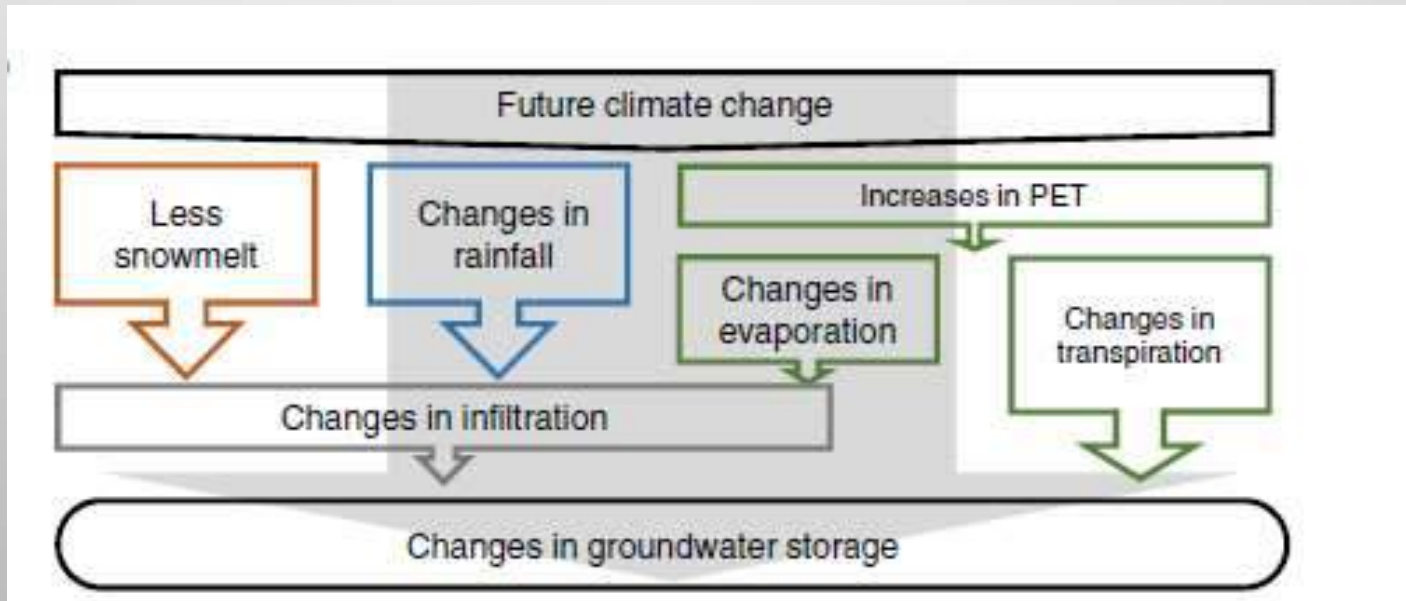 Future climate change
Less
snowmelt
Changes in
rainfall
Increases in PET
Changes in
evaporation
Changes in
transpiration
Changes in infiltration
Changes in groundwater storage